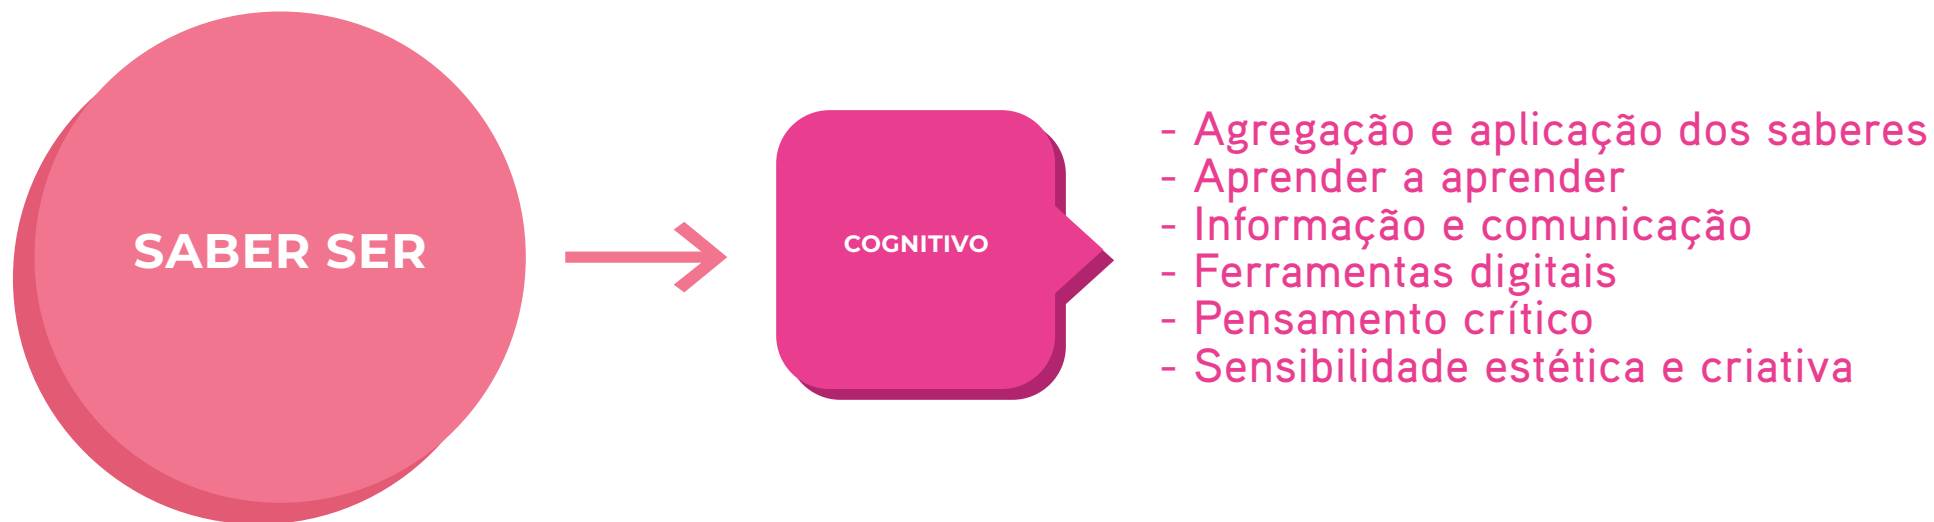 SABER SER
COGNITIVO
- Agregação e aplicação dos saberes
- Aprender a aprender
- Informação e comunicação
- Ferramentas digitais
- Pensamento crítico
- Sensibilidade estética e criativa